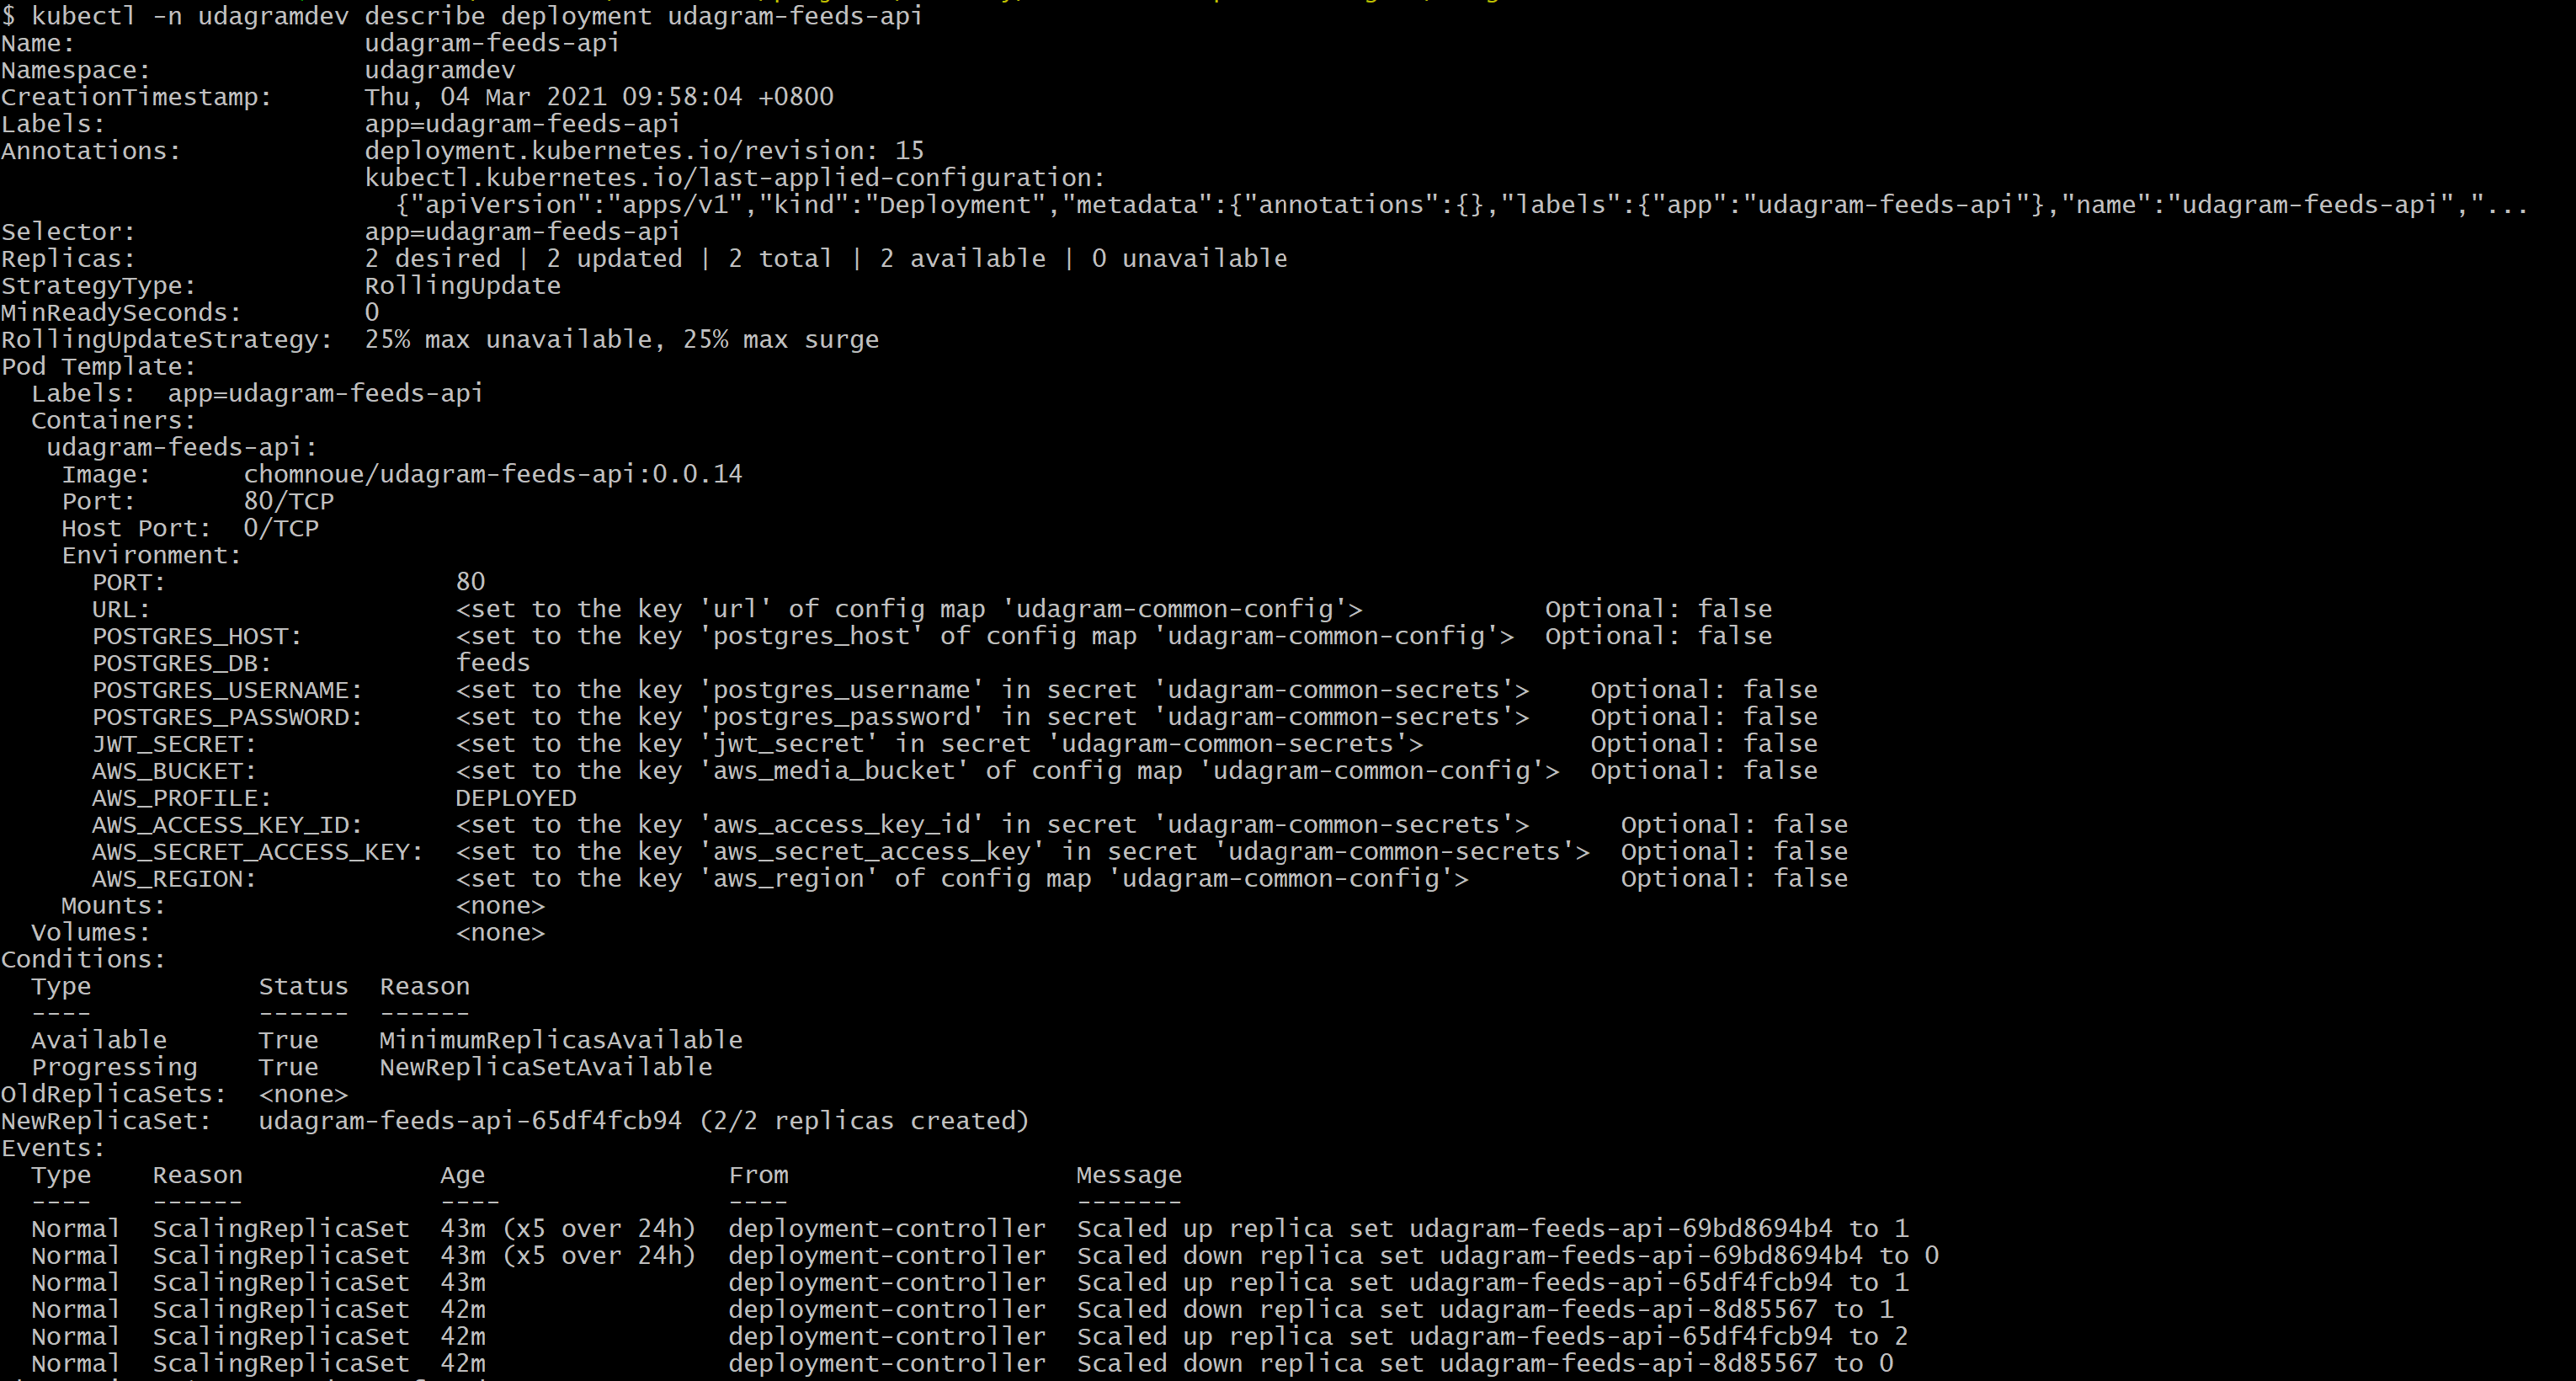 $ kubectl -n udagramdev describe deployment udagram-feeds-api
Name:                   udagram-feeds-api
Namespace:              udagramdev
CreationTimestamp:      Thu, 04 Mar 2021 09:58:04 +0800
Labels:                 app=udagram-feeds-api
Annotations:            deployment.kubernetes.io/revision: 15
                        kubectl.kubernetes.io/last-applied-configuration:
                          {"apiVersion":"apps/v1","kind":"Deployment","metadata":{"annotations":{},"labels":{"app":"udagram-feeds-api"},"name":"udagram-feeds-api","...
Selector:               app=udagram-feeds-api
Replicas:               2 desired | 2 updated | 2 total | 2 available | 0 unavailable
StrategyType:           RollingUpdate
MinReadySeconds:        0
RollingUpdateStrategy:  25% max unavailable, 25% max surge
Pod Template:
  Labels:  app=udagram-feeds-api
  Containers:
   udagram-feeds-api:
    Image:      chomnoue/udagram-feeds-api:0.0.14
    Port:       80/TCP
    Host Port:  0/TCP
    Environment:
      PORT:                   80
      URL:                    <set to the key 'url' of config map 'udagram-common-config'>            Optional: false
      POSTGRES_HOST:          <set to the key 'postgres_host' of config map 'udagram-common-config'>  Optional: false
      POSTGRES_DB:            feeds
      POSTGRES_USERNAME:      <set to the key 'postgres_username' in secret 'udagram-common-secrets'>    Optional: false
      POSTGRES_PASSWORD:      <set to the key 'postgres_password' in secret 'udagram-common-secrets'>    Optional: false
      JWT_SECRET:             <set to the key 'jwt_secret' in secret 'udagram-common-secrets'>           Optional: false
      AWS_BUCKET:             <set to the key 'aws_media_bucket' of config map 'udagram-common-config'>  Optional: false
      AWS_PROFILE:            DEPLOYED
      AWS_ACCESS_KEY_ID:      <set to the key 'aws_access_key_id' in secret 'udagram-common-secrets'>      Optional: false
      AWS_SECRET_ACCESS_KEY:  <set to the key 'aws_secret_access_key' in secret 'udagram-common-secrets'>  Optional: false
      AWS_REGION:             <set to the key 'aws_region' of config map 'udagram-common-config'>          Optional: false
    Mounts:                   <none>
  Volumes:                    <none>
Conditions:
  Type           Status  Reason
  ----           ------  ------
  Available      True    MinimumReplicasAvailable
  Progressing    True    NewReplicaSetAvailable
OldReplicaSets:  <none>
NewReplicaSet:   udagram-feeds-api-65df4fcb94 (2/2 replicas created)
Events:
  Type    Reason             Age                From                   Message
  ----    ------             ----               ----                   -------
  Normal  ScalingReplicaSet  43m (x5 over 24h)  deployment-controller  Scaled up replica set udagram-feeds-api-69bd8694b4 to 1
  Normal  ScalingReplicaSet  43m (x5 over 24h)  deployment-controller  Scaled down replica set udagram-feeds-api-69bd8694b4 to 0
  Normal  ScalingReplicaSet  43m                deployment-controller  Scaled up replica set udagram-feeds-api-65df4fcb94 to 1
  Normal  ScalingReplicaSet  42m                deployment-controller  Scaled down replica set udagram-feeds-api-8d85567 to 1
  Normal  ScalingReplicaSet  42m                deployment-controller  Scaled up replica set udagram-feeds-api-65df4fcb94 to 2
  Normal  ScalingReplicaSet  42m                deployment-controller  Scaled down replica set udagram-feeds-api-8d85567 to 0